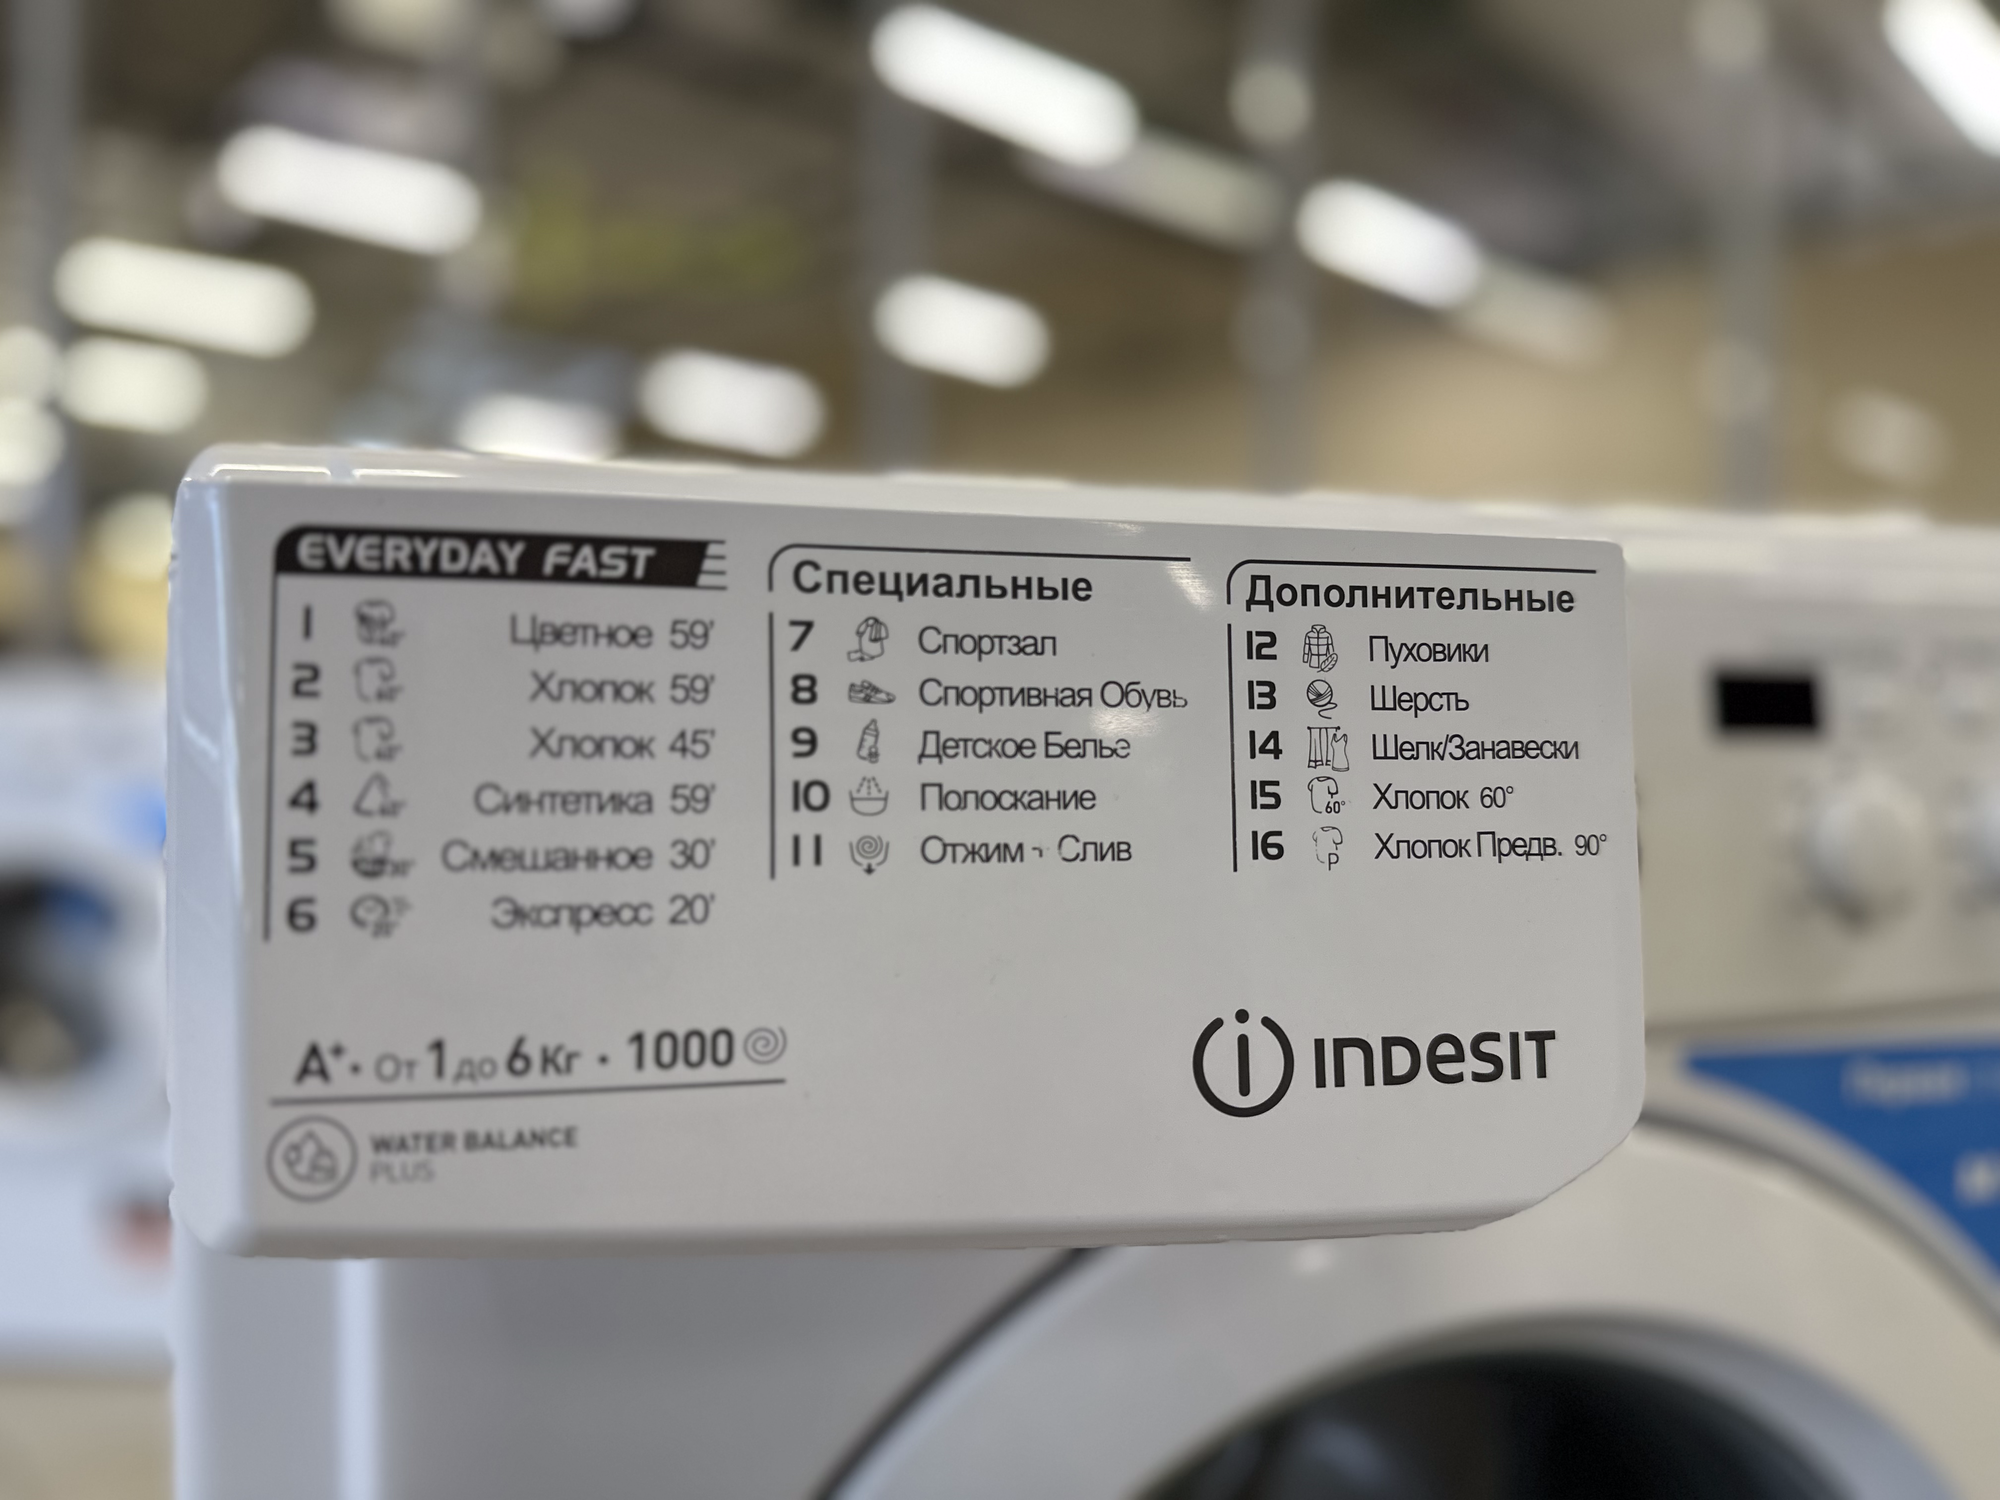 EVERYDAY FAST
1 Цветное 59'
2 Хлопок 59'
3 Хлопок 45'
4 Синтетика 59'
5 Смешанное 30'
6 Экспресс 20'
Специальные
7 Спортзал
8 Спортивная Обувь
9 Детское Белье
10 Полоскание
11 Отжим Слив
Дополнительные
12 Пуховики
13 Шерсть
14 Шелк/Занавески
15 60° Хлопок 60°
16 P Хлопок Предв. 90°
A+ · От 1 до 6 Кг · 1000
WATER BALANCE
PLUS
INDESIT